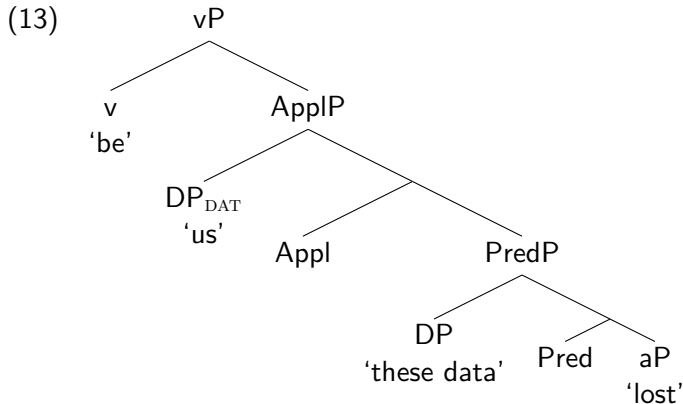 (13) vP
v ApplP
‘be’
DP_DAT
‘us’ Appl PredP
DP Pred aP
‘these data’ ‘lost’